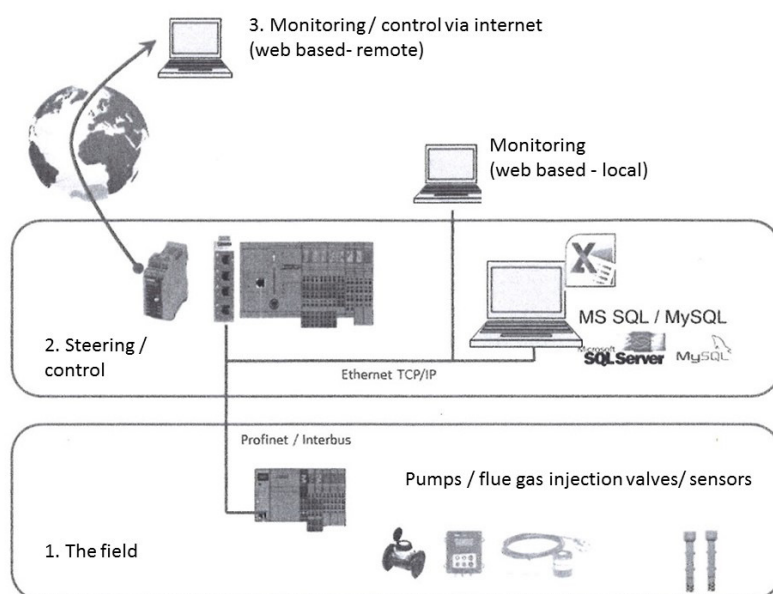 3. Monitoring / control via internet
(web based- remote)
Monitoring
(web based - local)
MS SQL / MySQL
Microsoft
SQL Server
MySQL
2. Steering /
control
Ethernet TCP/IP
Profinet / Interbus
Pumps / flue gas injection valves/ sensors
1. The field